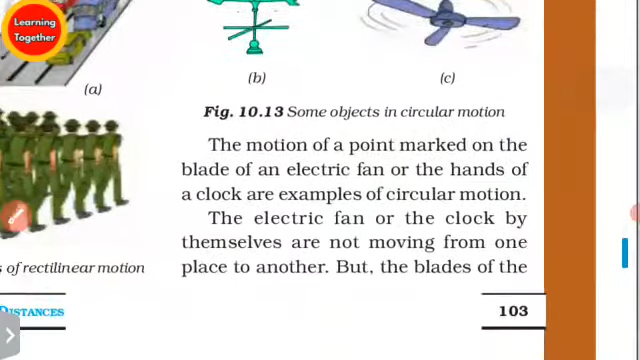 Learning
Together
(a)
(b)
(c)
Fig. 10.13 Some objects in circular motion
The motion of a point marked on the
blade of an electric fan or the hands of
a clock are examples of circular motion.
The electric fan or the clock by
themselves are not moving from one
place to another. But, the blades of the
s of rectilinear motion
DISTANCES
103